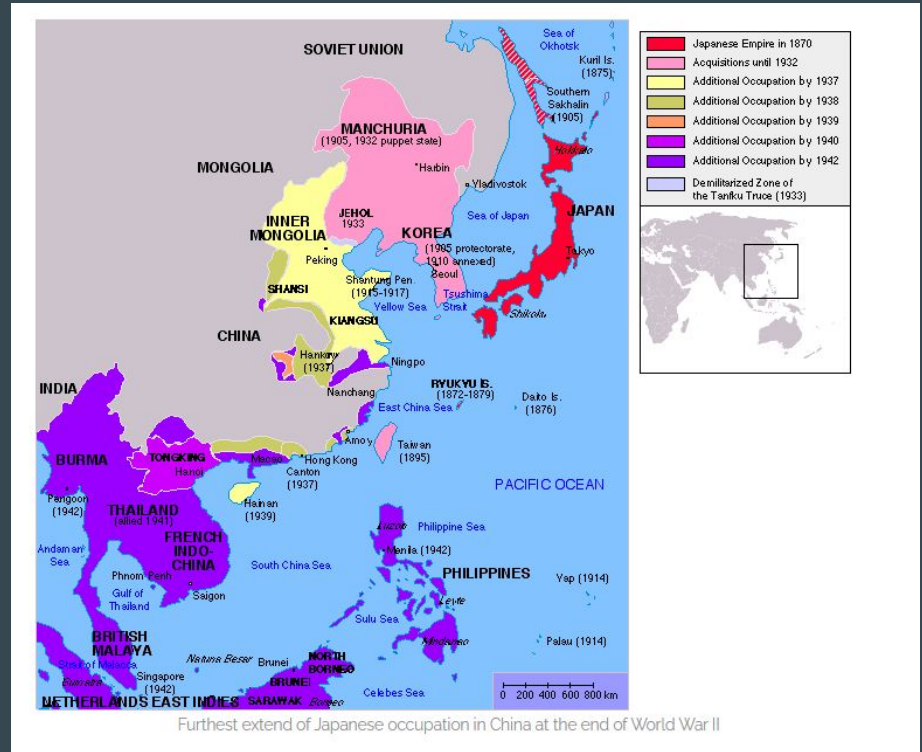 SOVIET UNION
Sea of
Okhotsk
Kuril Is.
(1875)
Southern
Sakhalin
(1905)
MANCHURIA
(1905, 1932 puppet state)
Harbin
Hokkaido
MONGOLIA
Vladivostok
JEHOL
1933
Sea of Japan
JAPAN
INNER
MONGOLIA
KOREA
(1905 protectorate,
1910 annexed)
Seoul
Tokyo
Peking
Shantung Pen.
(1915-1917)
Tsushima
Strait
SHANSI
Yellow Sea
Shikoku
KIANGSU
CHINA
Hankow
(1937)
Ningpo
Nanchang
INDIA
RYUKYU IS.
(1872-1879)
Daito Is.
(1876)
East China Sea
Amoy
Taiwan
(1895)
BURMA
TONGKING
Hanoi
Macao
Hong Kong
Canton
(1937)
PACIFIC OCEAN
Rangoon
(1942)
Hainan
(1939)
THAILAND
(allied 1941)
FRENCH
INDO-
CHINA
Luzon
Philippine Sea
Andaman
Sea
South China Sea
Manila (1942)
Phnom Penh
Gulf of
Thailand
Saigon
PHILIPPINES
Yap (1914)
Leyte
Sulu Sea
BRITISH
MALAYA
Mindanao
Palau (1914)
Strait of Malacca
Natuna Besar
Brunei
NORTH
BORNEO
Sumatra
Singapore
(1942)
BRUNEI
Celebes Sea
NETHERLANDS EAST INDIES
SARAWAK
Borneo
0 200 400 600 800 km
Japanese Empire in 1870
Acquisitions until 1932
Additional Occupation by 1937
Additional Occupation by 1938
Additional Occupation by 1939
Additional Occupation by 1940
Additional Occupation by 1942
Demilitarized Zone of
the Tanku Truce (1933)
Furthest extend of Japanese occupation in China at the end of World War II